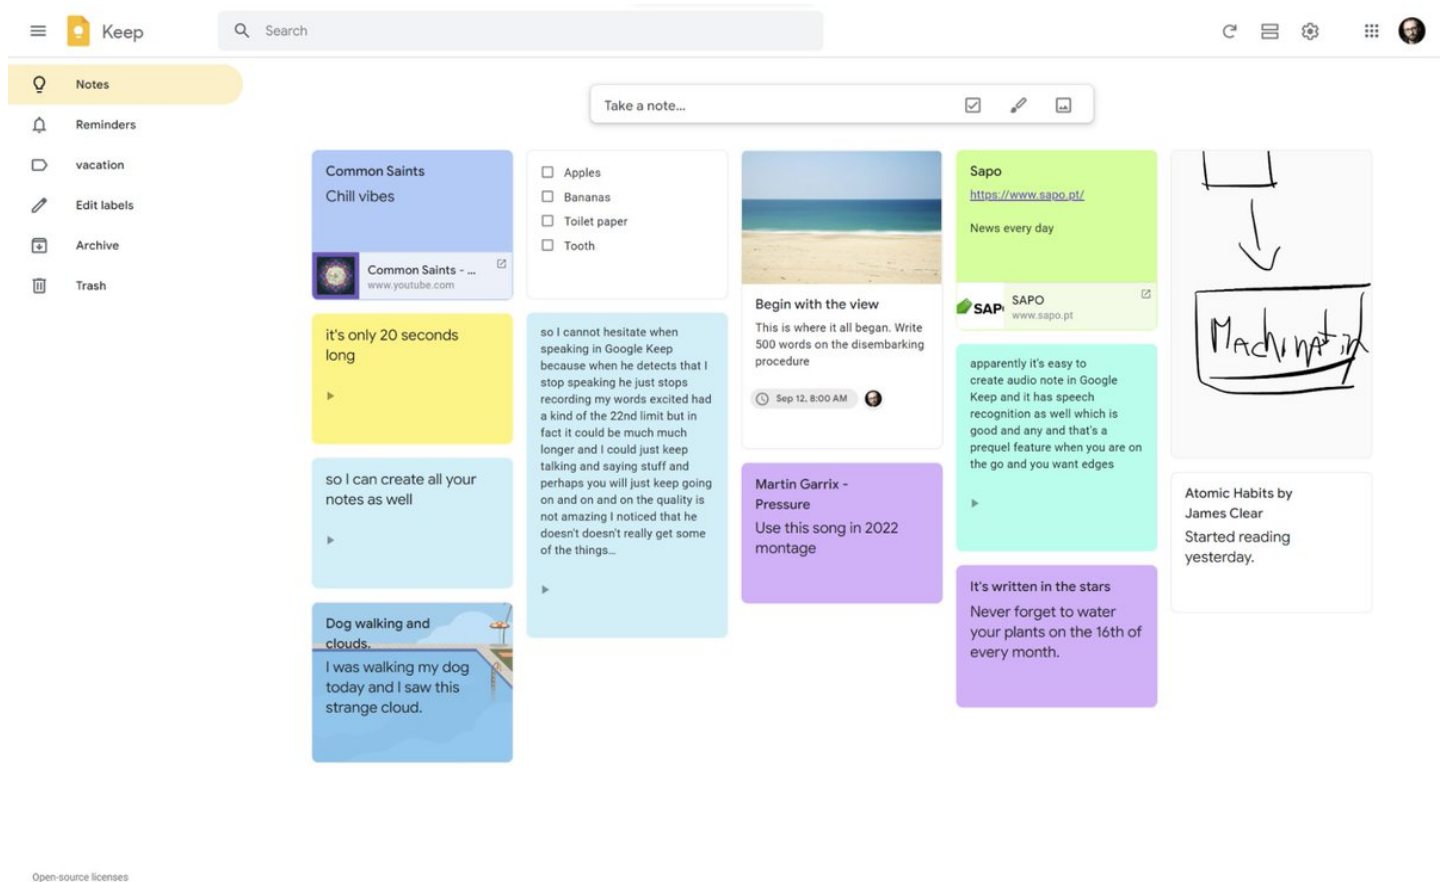 Keep
Search
Notes
Reminders
vacation
Edit labels
Archive
Trash
Take a note...
Common Saints
Chill vibes
Common Saints - ...
www.youtube.com
it's only 20 seconds
long
so I can create all your
notes as well
Dog walking and
clouds.
I was walking my dog
today and I saw this
strange cloud.
Apples
Bananas
Toilet paper
Tooth
so I cannot hesitate when
speaking in Google Keep
because when he detects that I
stop speaking he just stops
recording my words excited had
a kind of the 22nd limit but in
fact it could be much much
longer and I could just keep
talking and saying stuff and
perhaps you will just keep going
on and on and on the quality is
not amazing I noticed that he
doesn't doesn't really get some
of the things...
Begin with the view
This is where it all began. Write
500 words on the disembarking
procedure
Sep 12, 8:00 AM
Martin Garrix -
Pressure
Use this song in 2022
montage
Sapo
https://www.sapo.pt/
News every day
SAP
SAPO
www.sapo.pt
apparently it's easy to
create audio note in Google
Keep and it has speech
recognition as well which is
good and any and that's a
prequel feature when you are on
the go and you want edges
It's written in the stars
Never forget to water
your plants on the 16th of
every month.
Atomic Habits by
James Clear
Started reading
yesterday.
Open-source licenses